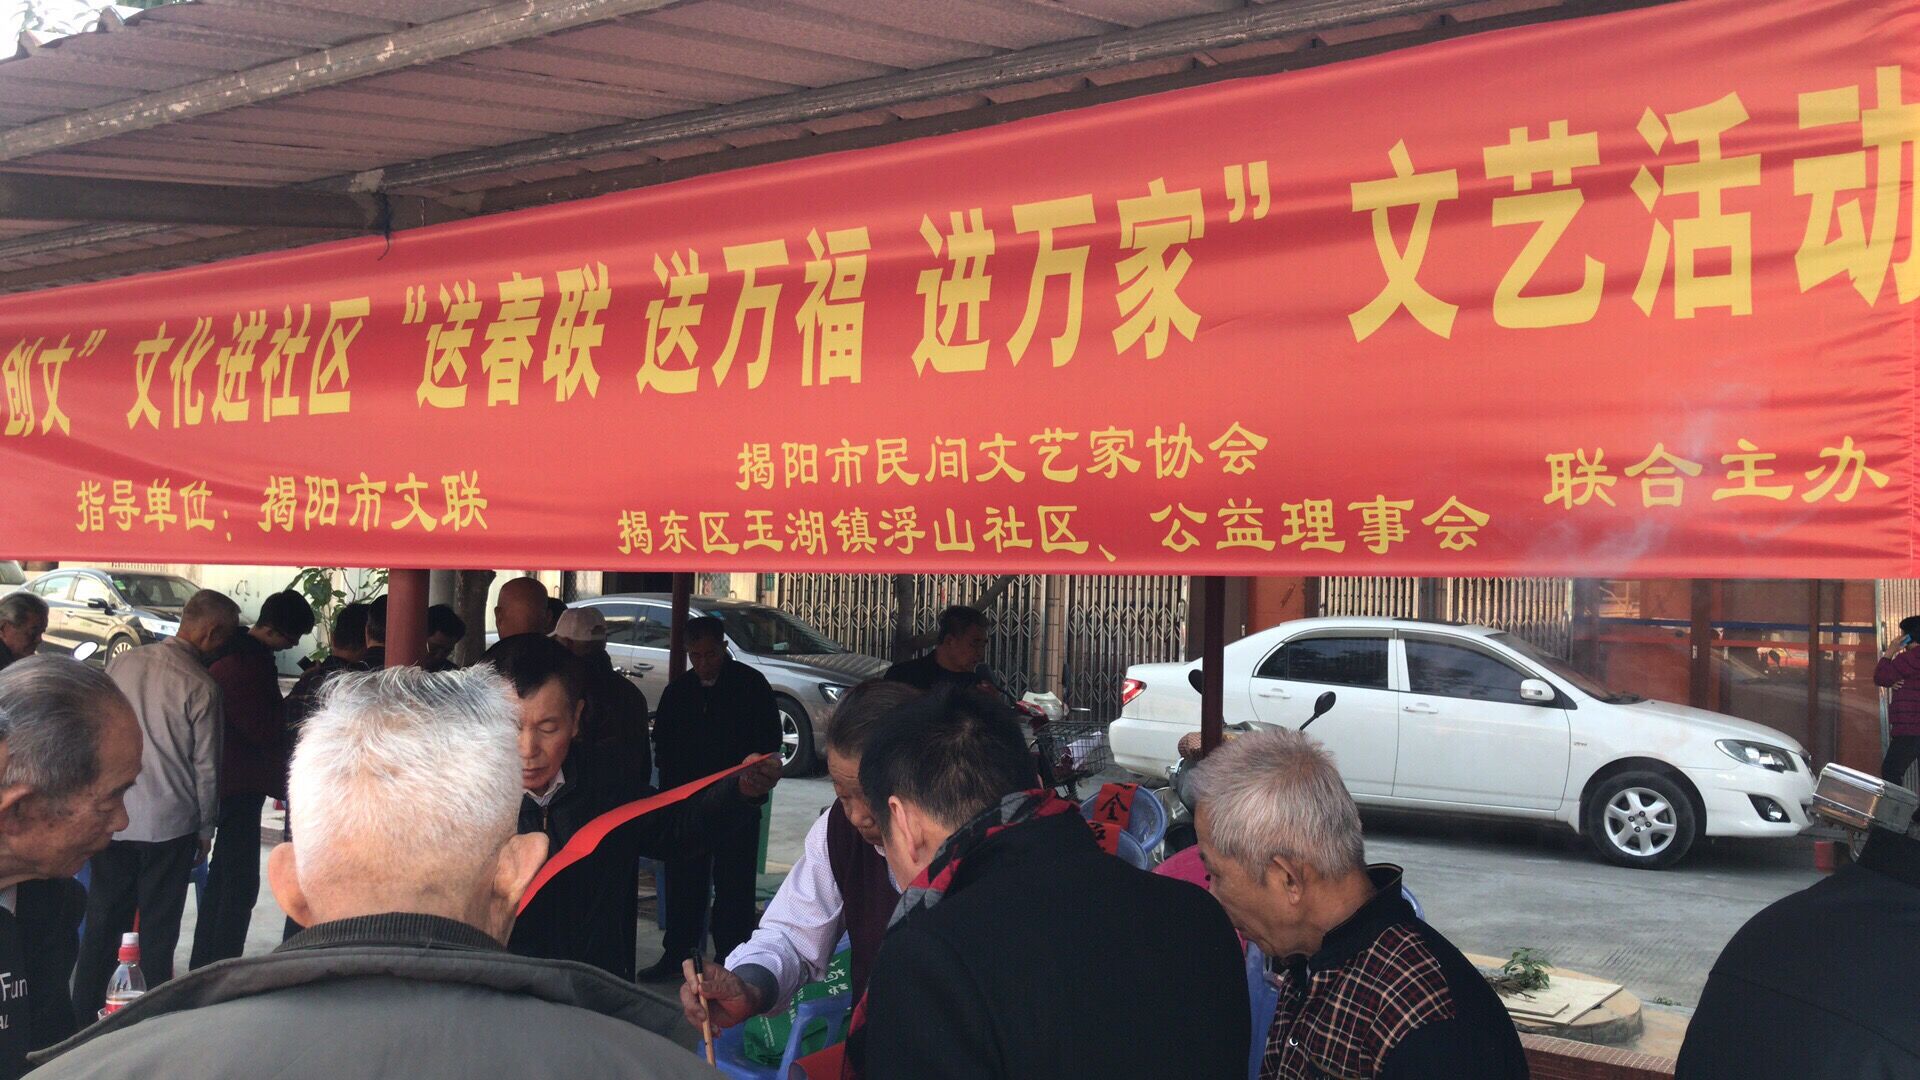 创文” 文化进社区 “送春联 送万福 进万家” 文艺活动
指导单位：揭阳市文联
揭阳市民间文艺家协会
揭东区玉湖镇浮山社区、公益理事会
联合主办
Fun